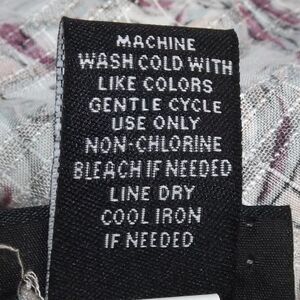 MACHINE
WASH COLD WITH
LIKE COLORS
GENTLE CYCLE
USE ONLY
NON-CHLORINE
BLEACH IF NEEDED
LINE DRY
COOL IRON
IF NEEDED